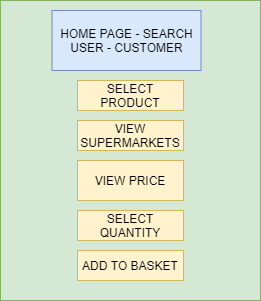 HOME PAGE - SEARCH
USER - CUSTOMER
SELECT
PRODUCT
VIEW
SUPERMARKETS
VIEW PRICE
SELECT
QUANTITY
ADD TO BASKET